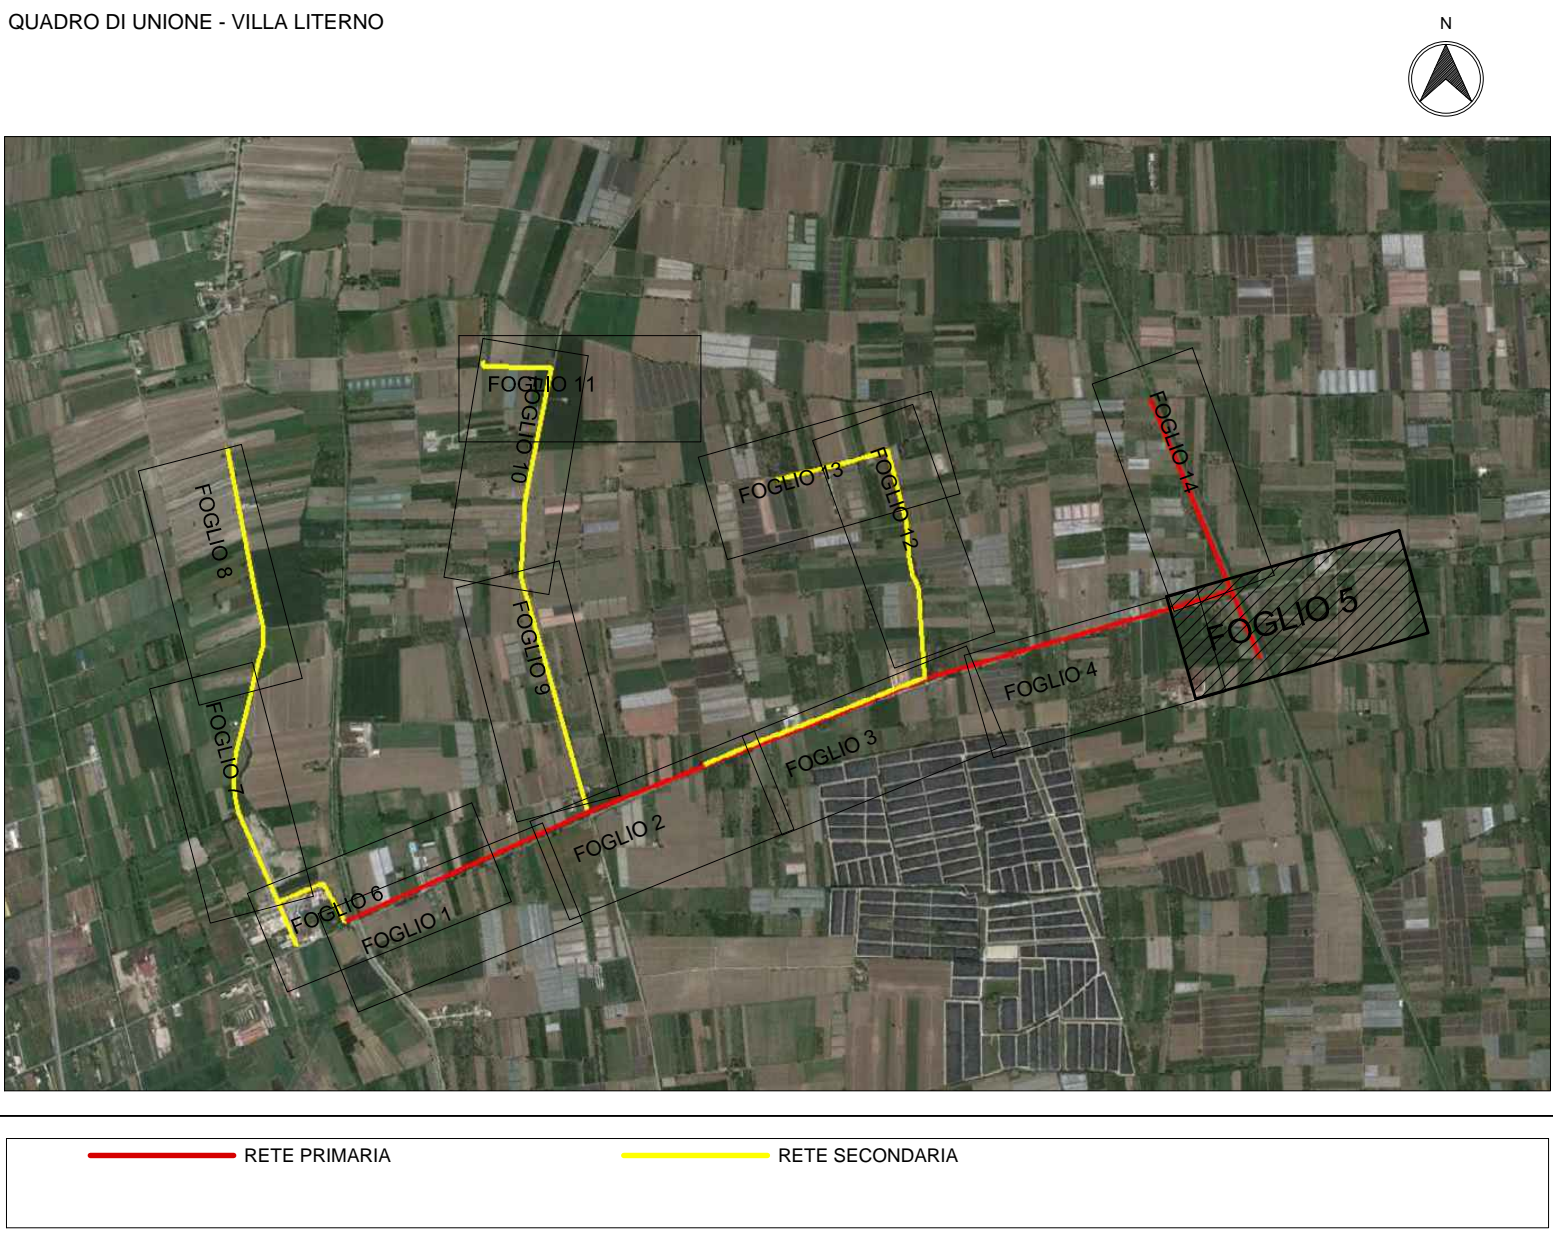 QUADRO DI UNIONE - VILLA LITERNO
N
FOGLIO 11
FOGLIO 10
FOGLIO 14
FOGLIO 13
FOGLIO 12
FOGLIO 8
FOGLIO 5
FOGLIO 9
FOGLIO 4
FOGLIO 7
FOGLIO 3
FOGLIO 2
FOGLIO 6
FOGLIO 1
RETE PRIMARIA
RETE SECONDARIA